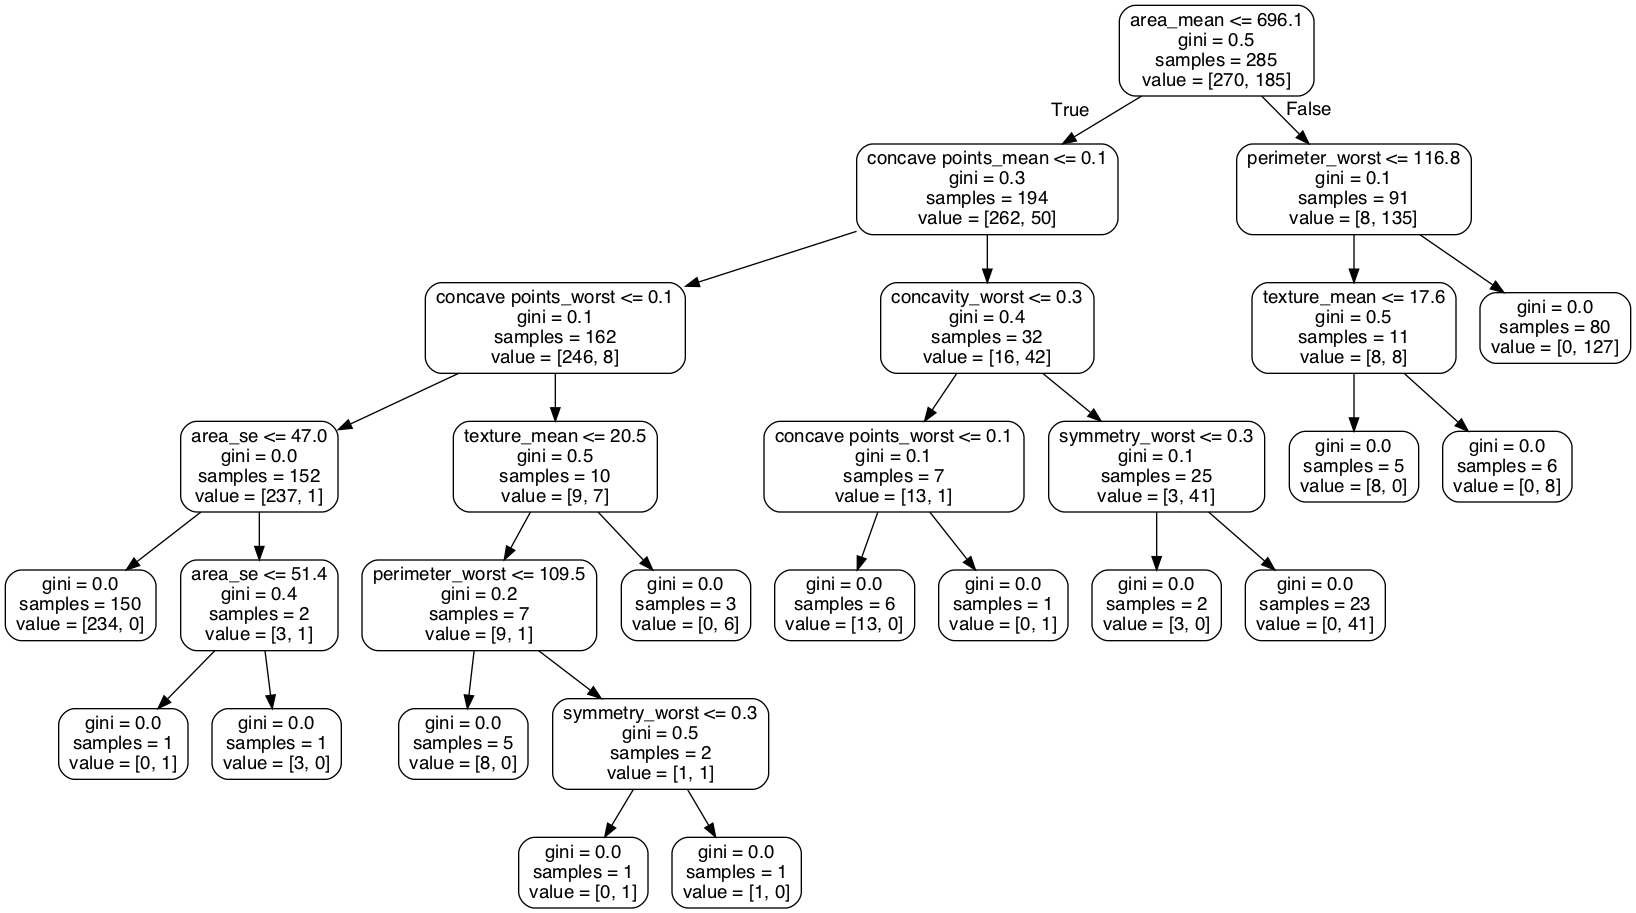 area_mean <= 696.1
gini = 0.5
samples = 285
value = [270, 185]
True
False
concave points_mean <= 0.1
gini = 0.3
samples = 194
value = [262, 50]
perimeter_worst <= 116.8
gini = 0.1
samples = 91
value = [8, 135]
concave points_worst <= 0.1
gini = 0.1
samples = 162
value = [246, 8]
concavity_worst <= 0.3
gini = 0.4
samples = 32
value = [16, 42]
texture_mean <= 17.6
gini = 0.5
samples = 11
value = [8, 8]
gini = 0.0
samples = 80
value = [0, 127]
area_se <= 47.0
gini = 0.0
samples = 152
value = [237, 1]
texture_mean <= 20.5
gini = 0.5
samples = 10
value = [9, 7]
concave points_worst <= 0.1
gini = 0.1
samples = 7
value = [13, 1]
symmetry_worst <= 0.3
gini = 0.1
samples = 25
value = [3, 41]
gini = 0.0
samples = 5
value = [8, 0]
gini = 0.0
samples = 6
value = [0, 8]
gini = 0.0
samples = 150
value = [234, 0]
area_se <= 51.4
gini = 0.4
samples = 2
value = [3, 1]
perimeter_worst <= 109.5
gini = 0.2
samples = 7
value = [9, 1]
gini = 0.0
samples = 3
value = [0, 6]
gini = 0.0
samples = 6
value = [13, 0]
gini = 0.0
samples = 1
value = [0, 1]
gini = 0.0
samples = 2
value = [3, 0]
gini = 0.0
samples = 23
value = [0, 41]
gini = 0.0
samples = 1
value = [0, 1]
gini = 0.0
samples = 1
value = [3, 0]
gini = 0.0
samples = 5
value = [8, 0]
symmetry_worst <= 0.3
gini = 0.5
samples = 2
value = [1, 1]
gini = 0.0
samples = 1
value = [0, 1]
gini = 0.0
samples = 1
value = [1, 0]